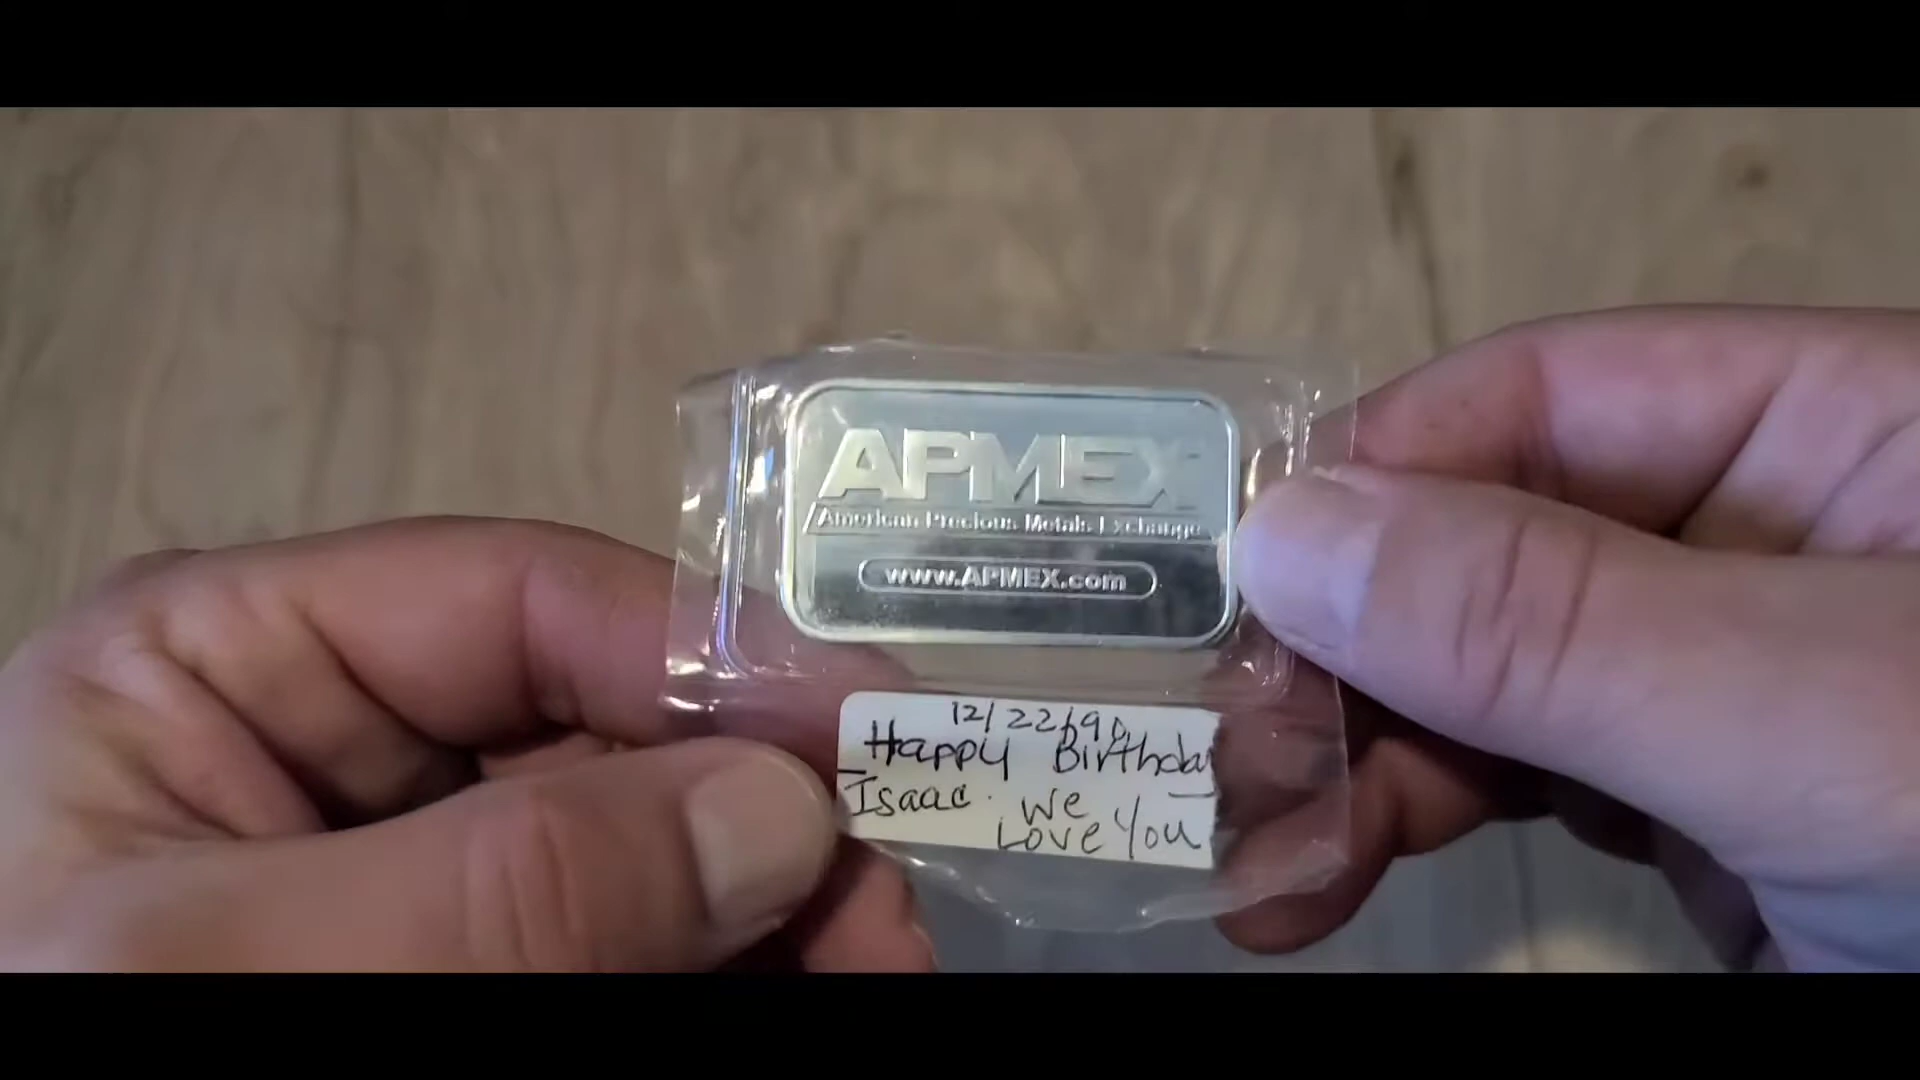 APMEX
American Precious Metals Exchange
www.APMEX.com
12/22/90
Happy Birthday
Isaac. We
Love You